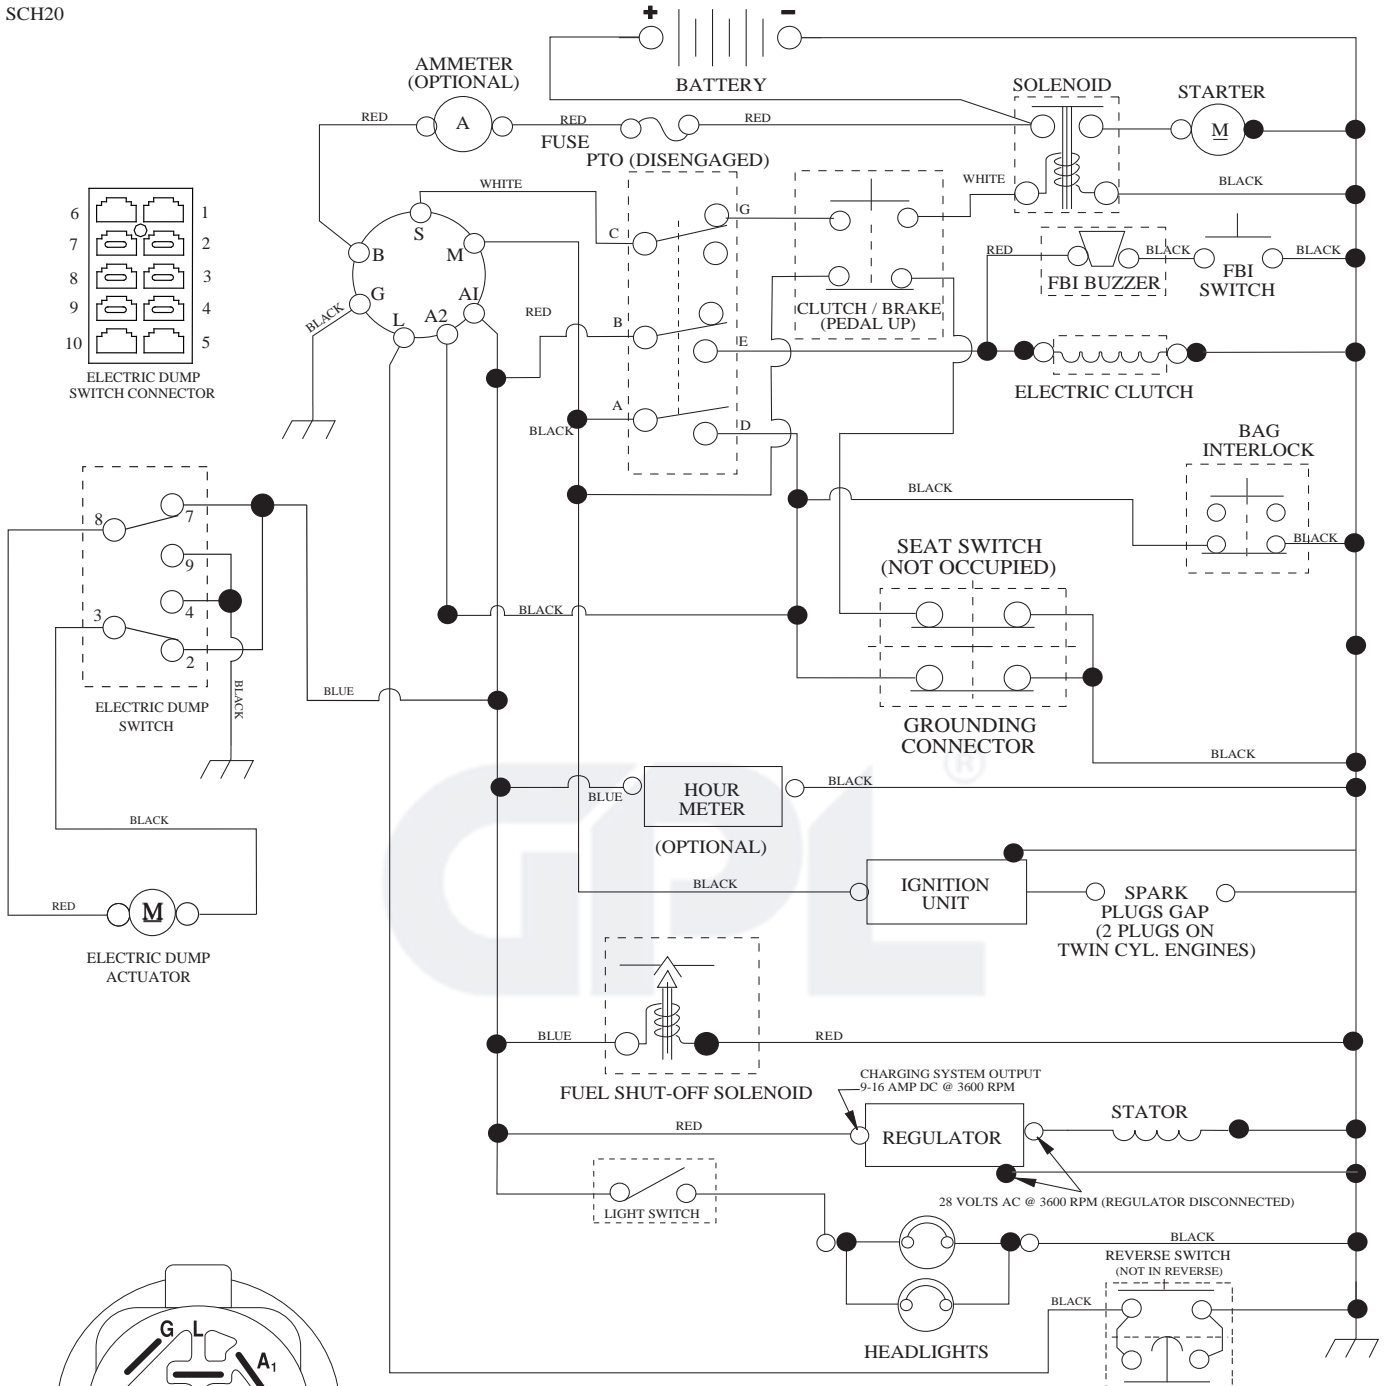 SCH20
+ -
BATTERY
AMMETER
(OPTIONAL)
A
RED
RED
FUSE
RED
SOLENOID
STARTER
M
PTO (DISENGAGED)
WHITE
WHITE
BLACK
S
B
M
G
AI
A2
L
C
G
B
E
A
D
RED
BLACK
BLACK
CLUTCH / BRAKE
(PEDAL UP)
RED
BLACK
BLACK
FBI BUZZER
FBI
SWITCH
ELECTRIC CLUTCH
6 1
7 2
8 3
9 4
10 5
ELECTRIC DUMP
SWITCH CONNECTOR
BAG
INTERLOCK
BLACK
BLACK
8
7
9
4
3
2
ELECTRIC DUMP
SWITCH
BLACK
BLUE
BLACK
SEAT SWITCH
(NOT OCCUPIED)
GROUNDING
CONNECTOR
BLACK
GPL®
BLUE
HOUR
METER
BLACK
(OPTIONAL)
BLACK
RED
M
ELECTRIC DUMP
ACTUATOR
BLACK
IGNITION
UNIT
SPARK
PLUGS GAP
(2 PLUGS ON
TWIN CYL. ENGINES)
BLUE
RED
FUEL SHUT-OFF SOLENOID
CHARGING SYSTEM OUTPUT
9-16 AMP DC @ 3600 RPM
RED
REGULATOR
STATOR
28 VOLTS AC @ 3600 RPM (REGULATOR DISCONNECTED)
LIGHT SWITCH
BLACK
HEADLIGHTS
REVERSE SWITCH
(NOT IN REVERSE)
BLACK
G L
A1